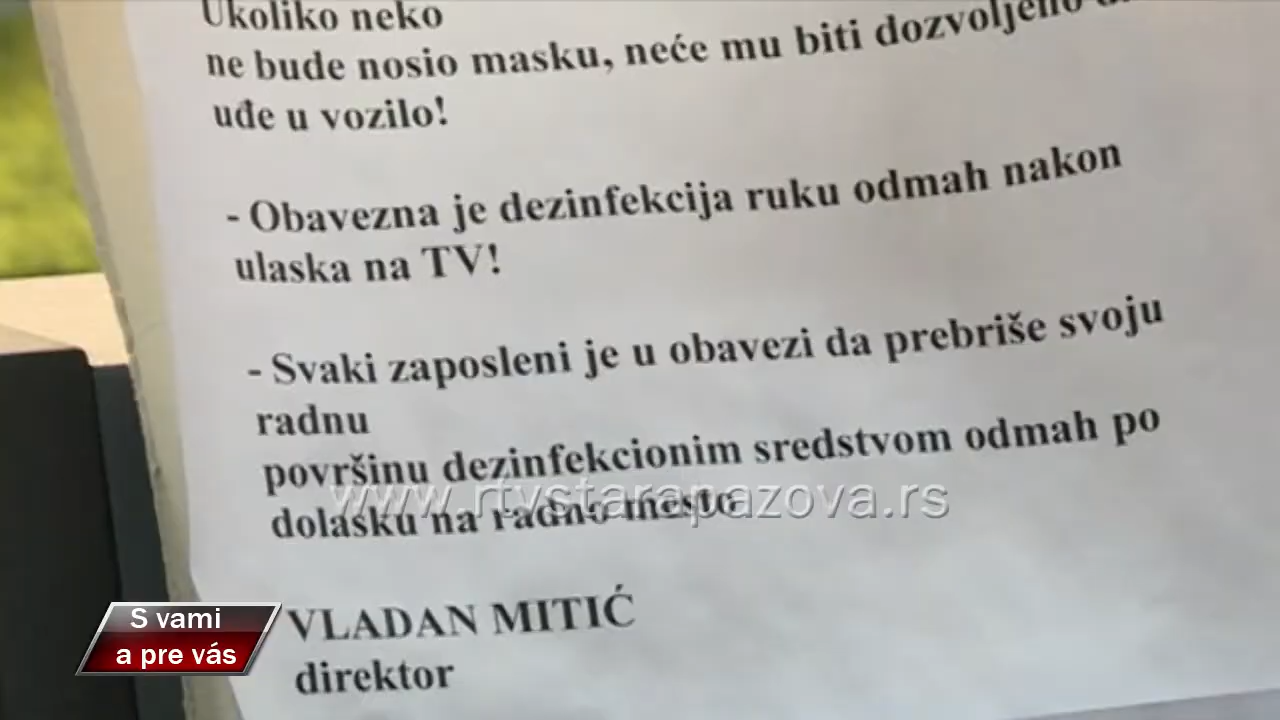 Ukoliko neko
ne bude nosio masku, neće mu biti dozvoljeno
uđe u vozilo!
- Obavezna je dezinfekcija ruku odmah nakon
ulaska na TV!
- Svaki zaposleni je u obavezi da prebriše svoju
radnu
površinu dezinfekcionim sredstvom odmah po
dolasku na radno mesto
www.rtvstarapazova.rs
VLADAN MITIĆ
direktor
S vami
a pre vás